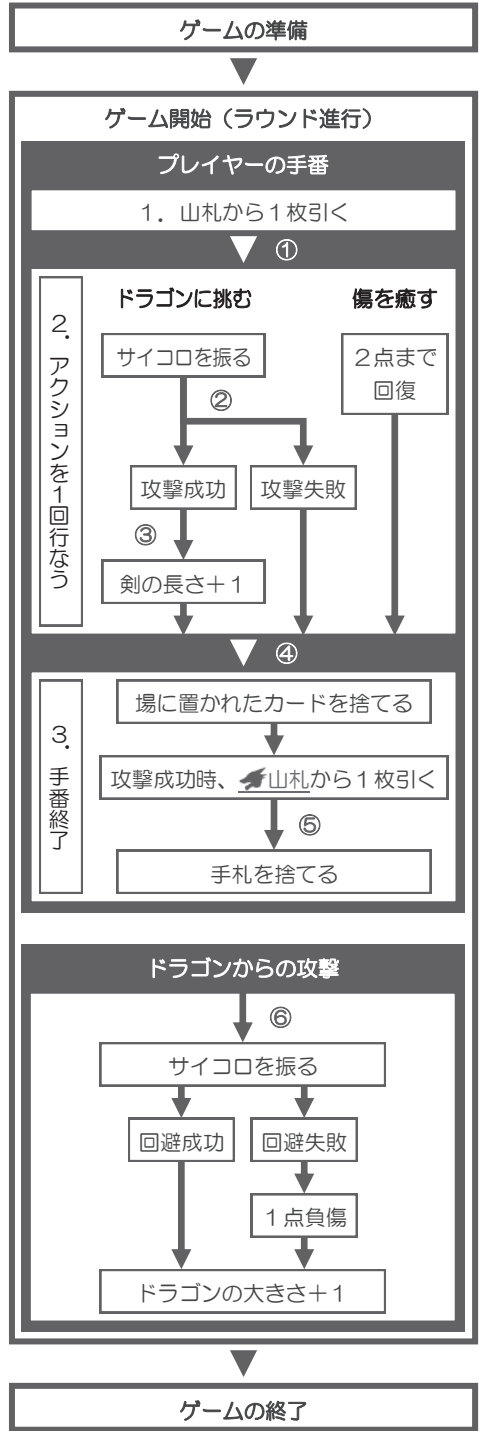 ゲームの準備
ゲーム開始（ラウンド進行）
プレイヤーの手番
１．山札から１枚引く
①
２．アクションを１回行なう
ドラゴンに挑む
傷を癒す
サイコロを振る
２点まで
回復
②
攻撃成功
攻撃失敗
③
剣の長さ＋１
④
３．手番終了
場に置かれたカードを捨てる
攻撃成功時、山札から１枚引く
⑤
手札を捨てる
ドラゴンからの攻撃
⑥
サイコロを振る
回避成功
回避失敗
１点負傷
ドラゴンの大きさ＋１
ゲームの終了